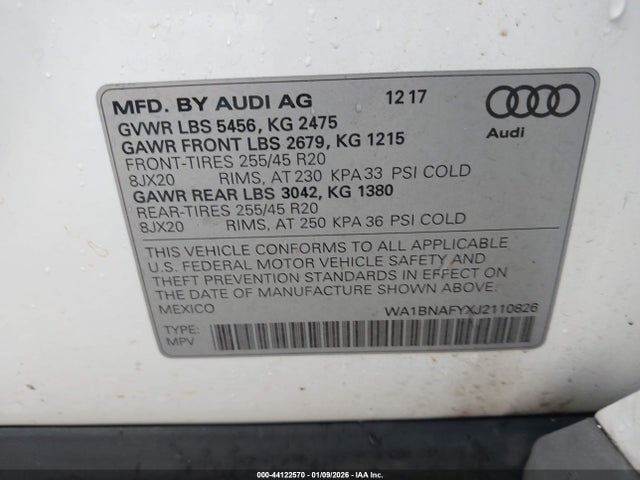 MFD. BY AUDI AG 12 17
GVWR LBS 5456, KG 2475
GAWR FRONT LBS 2679, KG 1215
FRONT-TIRES 255/45 R20
8JX20 RIMS, AT 230 KPA 33 PSI COLD
GAWR REAR LBS 3042, KG 1380
REAR-TIRES 255/45 R20
8JX20 RIMS, AT 250 KPA 36 PSI COLD
Audi
THIS VEHICLE CONFORMS TO ALL APPLICABLE
U.S. FEDERAL MOTOR VEHICLE SAFETY AND
THEFT PREVENTION STANDARDS IN EFFECT ON
THE DATE OF MANUFACTURE SHOWN ABOVE.
MEXICO WA1BNAFYXJ2110826
TYPE:
MPV
000-44122570 - 01/09/2026 - IAA Inc.